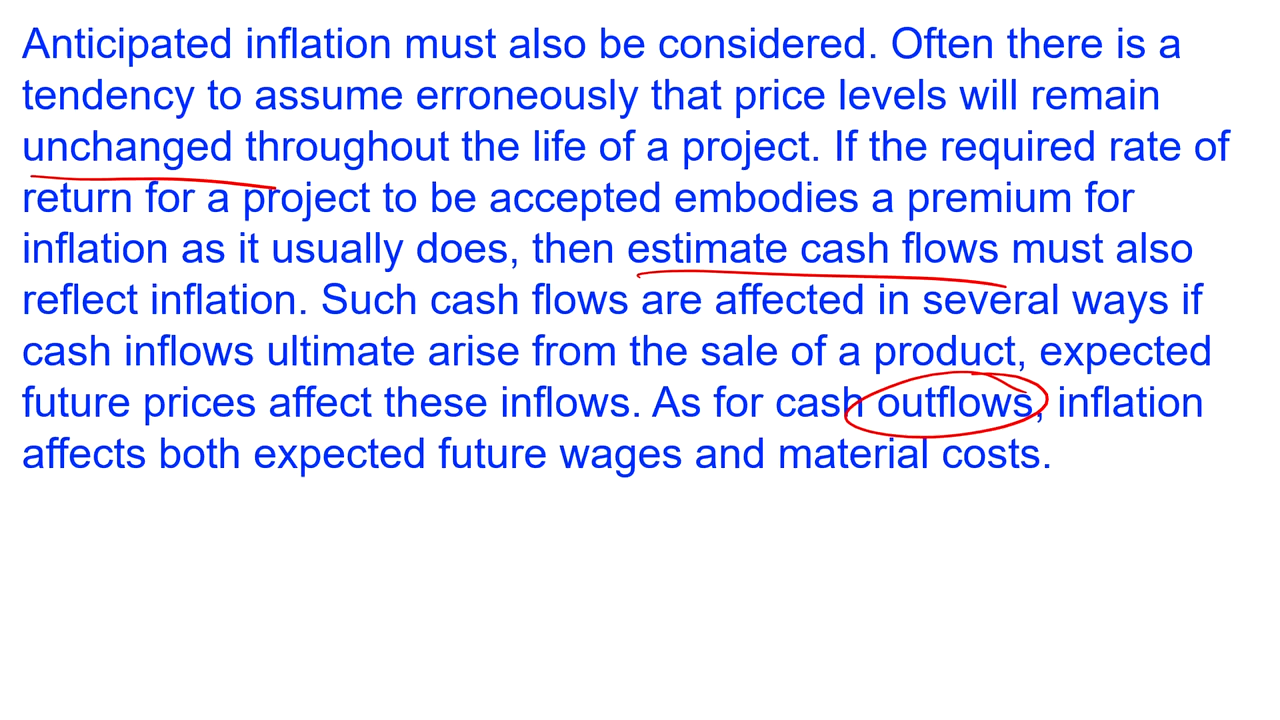 Anticipated inflation must also be considered. Often there is a
tendency to assume erroneously that price levels will remain
unchanged throughout the life of a project. If the required rate of
return for a project to be accepted embodies a premium for
inflation as it usually does, then estimate cash flows must also
reflect inflation. Such cash flows are affected in several ways if
cash inflows ultimate arise from the sale of a product, expected
future prices affect these inflows. As for cash outflows, inflation
affects both expected future wages and material costs.